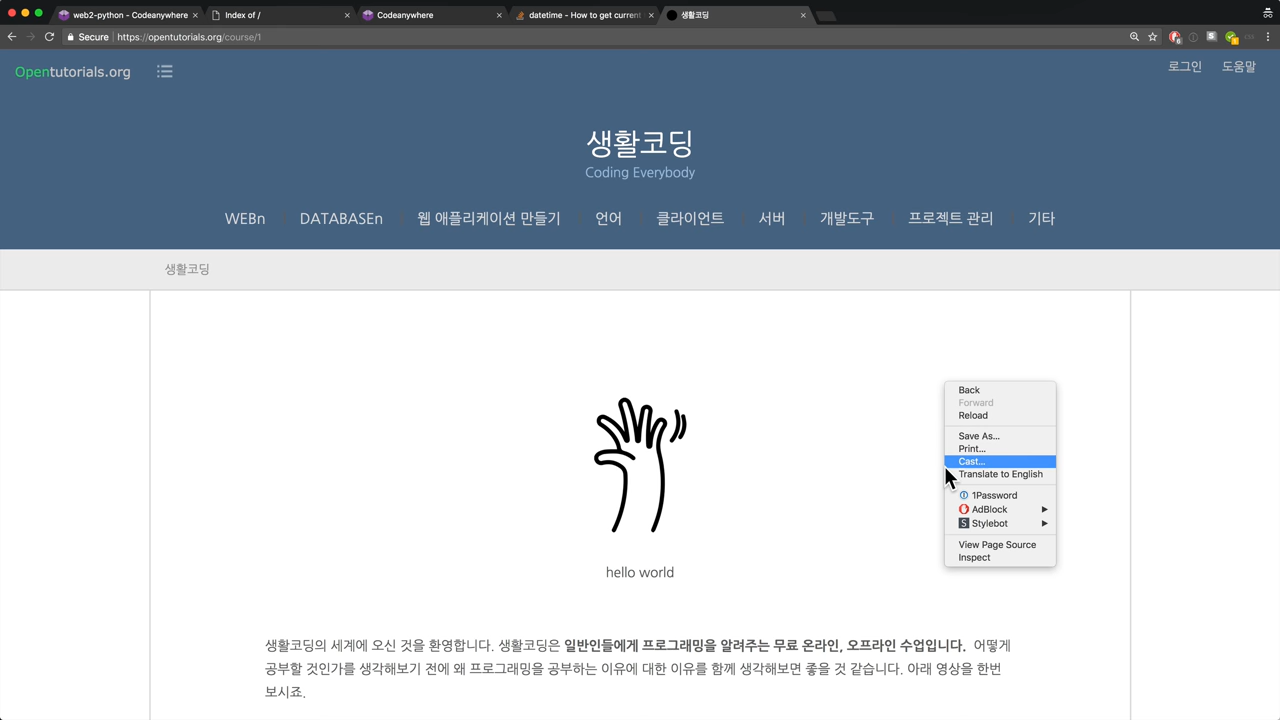 web2-python - Codeanywhere
Index of /
Codeanywhere
datetime - How to get current
생활코딩
Secure
https://opentutorials.org/course/1
Opentutorials.org
로그인
도움말
생활코딩
Coding Everybody
WEBn
DATABASEn
웹 애플리케이션 만들기
언어
클라이언트
서버
개발도구
프로젝트 관리
기타
생활코딩
Back
Forward
Reload
Save As...
Print...
Cast...
Translate to English
1Password
AdBlock
Stylebot
View Page Source
Inspect
hello world
생활코딩의 세계에 오신 것을 환영합니다. 생활코딩은 일반인들에게 프로그래밍을 알려주는 무료 온라인, 오프라인 수업입니다. 어떻게
공부할 것인가를 생각해보기 전에 왜 프로그래밍을 공부하는 이유에 대한 이유를 함께 생각해보면 좋을 것 같습니다. 아래 영상을 한번
보시죠.